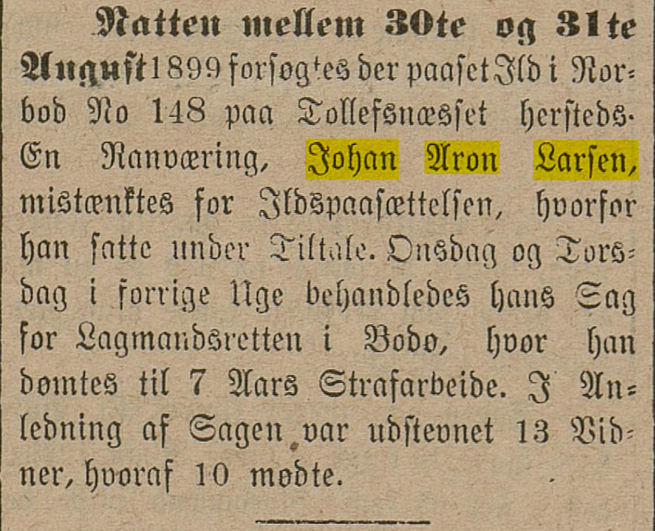 Natten mellem 30te og 31te
August 1899 forsøgtes der paaset Ild i Nor-
bod No 148 paa Tollefsnæsset hersteds.
En Ranværing, Johan Aron Larsen,
mistænktes for Ildspaasættelsen, hvorfor
han sattes under Tiltale. Onsdag og Tors-
dag i forrige Uge behandledes hans Sag
for Lagmandsretten i Bodø, hvor han
dømtes til 7 Aars Strafarbeide. I An-
ledning af Sagen var udstevnet 13 Vid-
ner, hvoraf 10 mødte.